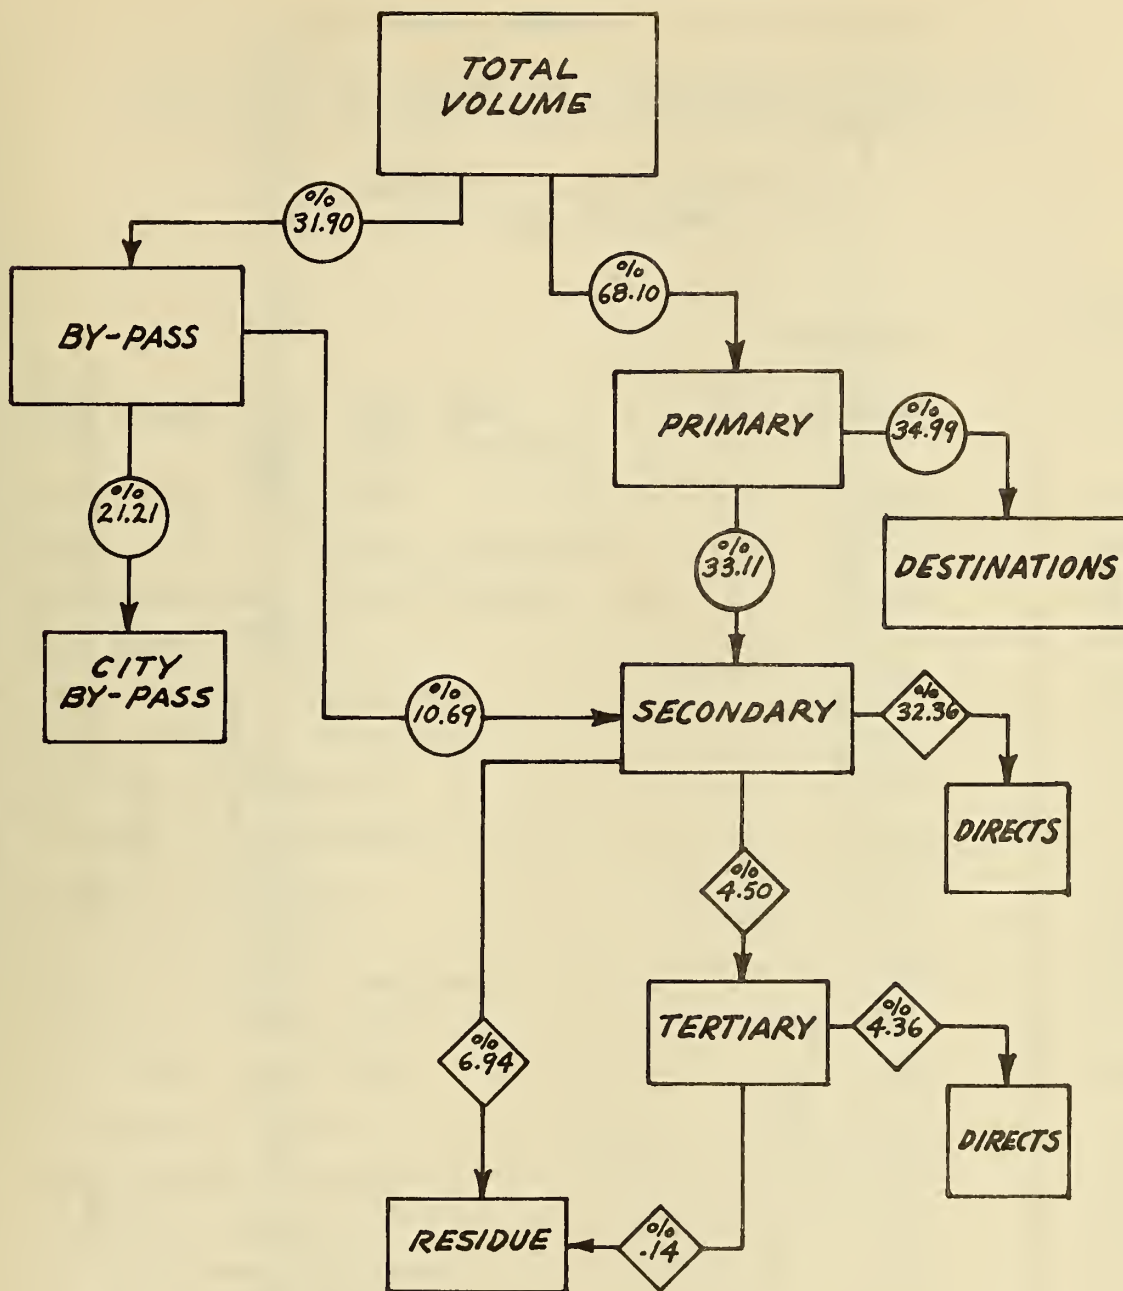 TOTAL
VOLUME
%
31.90
%
68.10
BY-PASS
PRIMARY
%
34.99
%
21.21
%
33.11
DESTINATIONS
CITY
BY-PASS
%
10.69
SECONDARY
%
32.36
DIRECTS
%
4.50
TERTIARY
%
4.36
%
6.94
DIRECTS
RESIDUE
%
.14